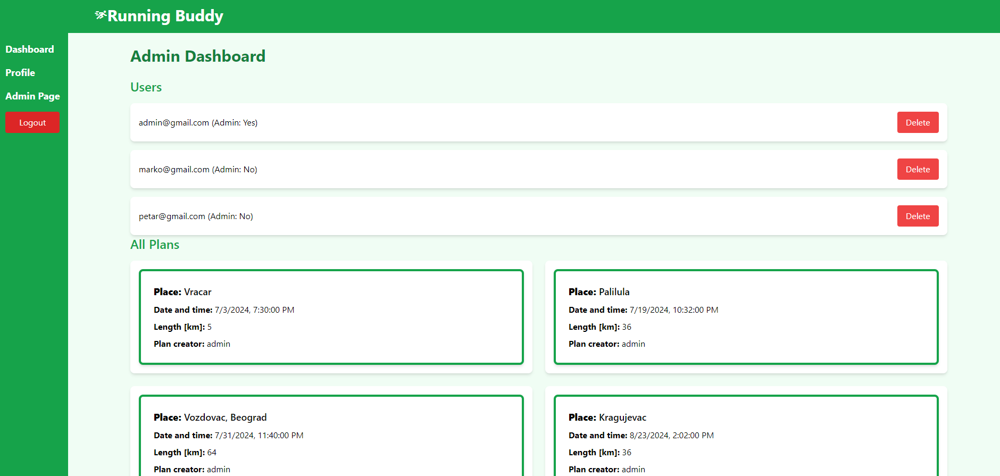 Running Buddy
Dashboard
Profile
Admin Page
Logout
Admin Dashboard
Users
admin@gmail.com (Admin: Yes)
Delete
marko@gmail.com (Admin: No)
Delete
petar@gmail.com (Admin: No)
Delete
All Plans
Place: Vracar
Date and time: 7/3/2024, 7:30:00 PM
Length [km]: 5
Plan creator: admin
Place: Palilula
Date and time: 7/19/2024, 10:32:00 PM
Length [km]: 36
Plan creator: admin
Place: Vozdovac, Beograd
Date and time: 7/31/2024, 11:40:00 PM
Length [km]: 64
Plan creator: admin
Place: Kragujevac
Date and time: 8/23/2024, 2:02:00 PM
Length [km]: 36
Plan creator: admin